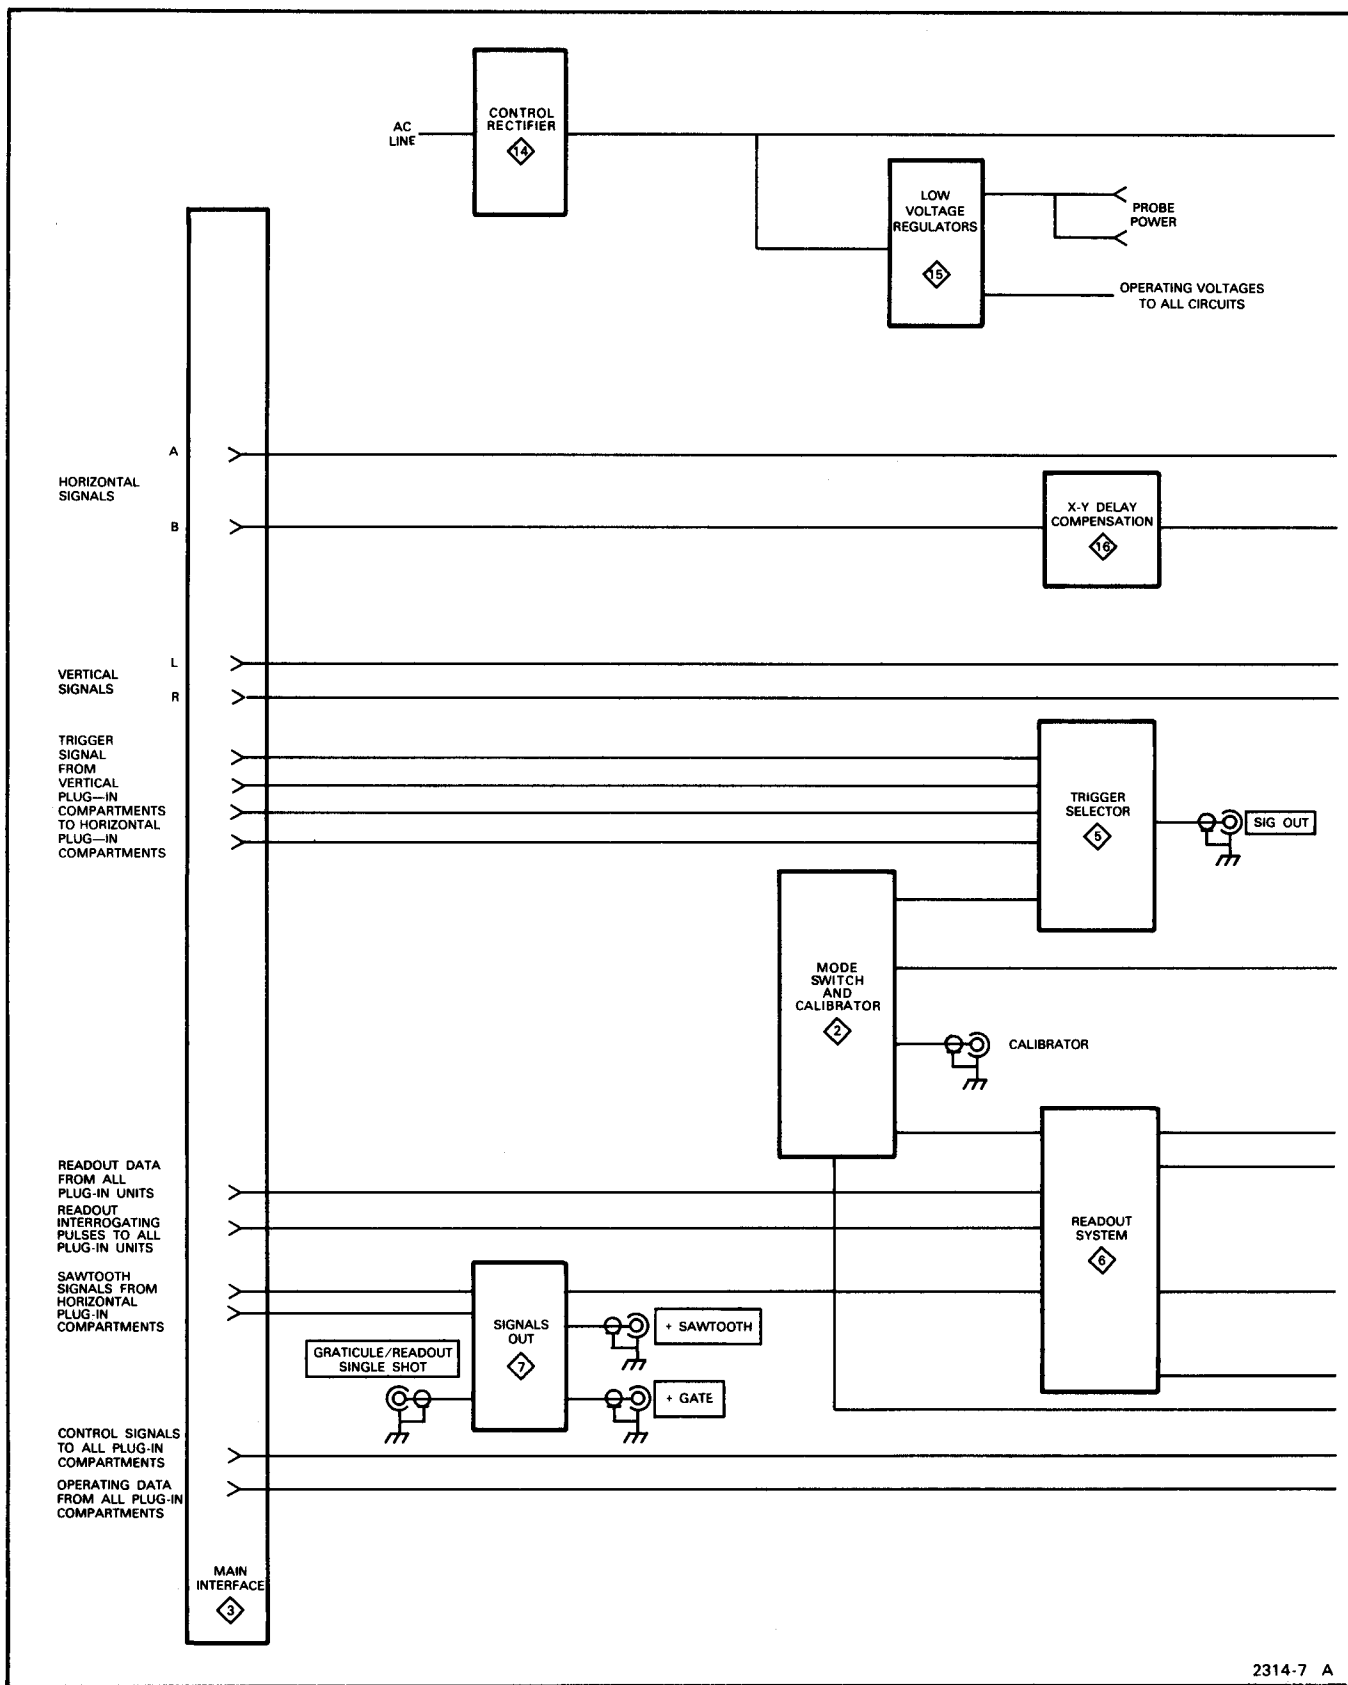 CONTROL
RECTIFIER
14
AC
LINE
LOW
VOLTAGE
REGULATORS
15
PROBE
POWER
OPERATING VOLTAGES
TO ALL CIRCUITS
A
HORIZONTAL
SIGNALS
B
X-Y DELAY
COMPENSATION
16
L
VERTICAL
SIGNALS
R
TRIGGER
SIGNAL
FROM
VERTICAL
PLUG—IN
COMPARTMENTS
TO HORIZONTAL
PLUG—IN
COMPARTMENTS
TRIGGER
SELECTOR
5
SIG OUT
MODE
SWITCH
AND
CALIBRATOR
2
CALIBRATOR
READOUT DATA
FROM ALL
PLUG-IN UNITS
READOUT
INTERROGATING
PULSES TO ALL
PLUG-IN UNITS
READOUT
SYSTEM
6
SAWTOOTH
SIGNALS FROM
HORIZONTAL
PLUG-IN
COMPARTMENTS
SIGNALS
OUT
7
+ SAWTOOTH
GRATICULE/READOUT
SINGLE SHOT
+ GATE
CONTROL SIGNALS
TO ALL PLUG-IN
COMPARTMENTS
OPERATING DATA
FROM ALL PLUG-IN
COMPARTMENTS
MAIN
INTERFACE
3
2314-7 A